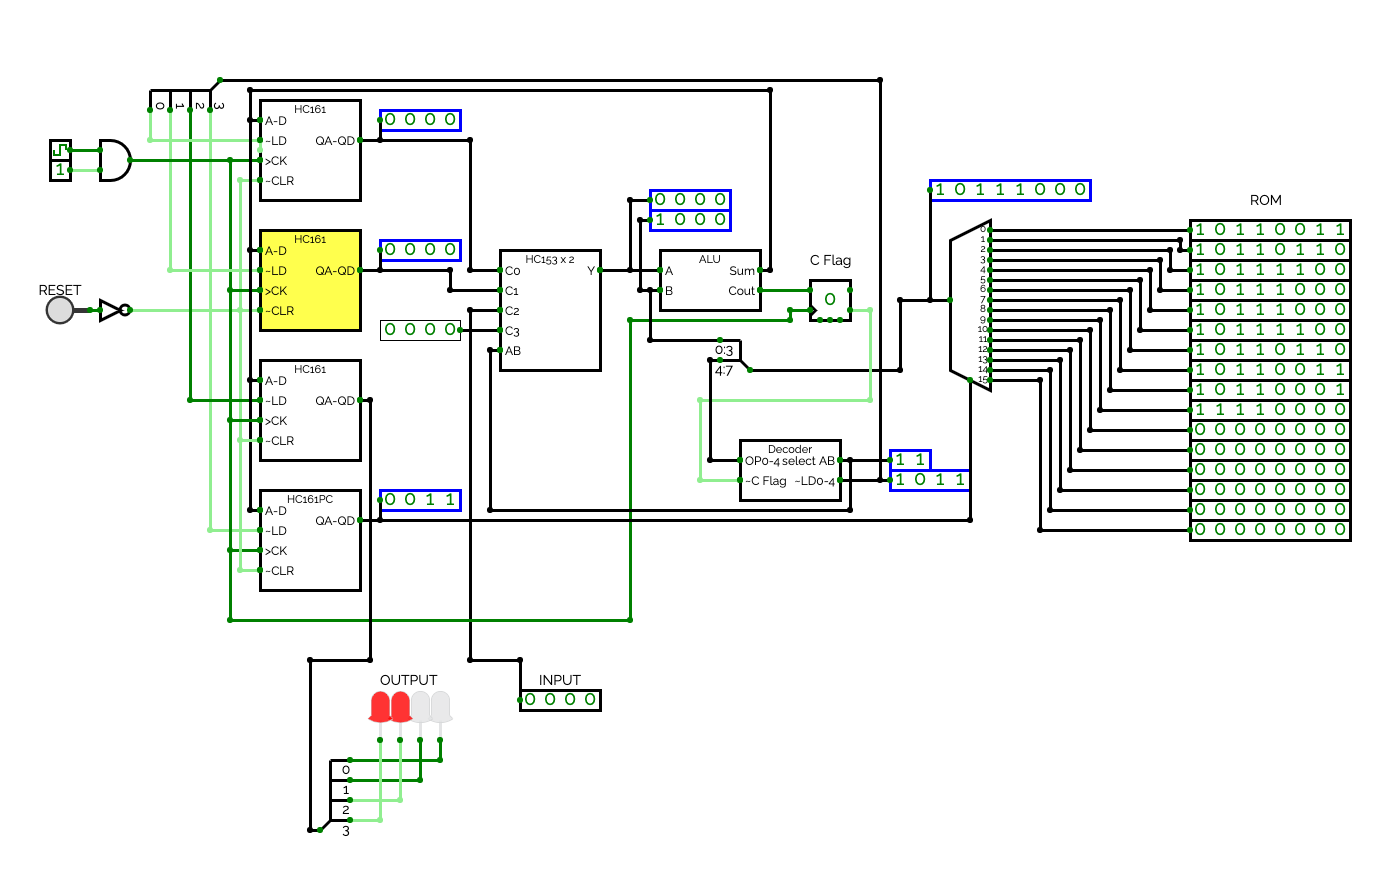 0 1 2 3
1
HC161
A-D
~LD
QA-QD
>CK
~CLR
0 0 0 0
RESET
HC161
A-D
~LD
QA-QD
>CK
~CLR
0 0 0 0
0 0 0 0
HC161
A-D
~LD
QA-QD
>CK
~CLR
HC161PC
A-D
~LD
QA-QD
>CK
~CLR
0 0 1 1
HC153 x 2
C0
Y
C1
C2
C3
AB
0 0 0 0
1 0 0 0
ALU
A
Sum
B
Cout
C Flag
0
0:3
4:7
Decoder
OP0-4 select AB
~C Flag
~LD0-4
1 1
1 0 1 1
1 0 1 1 1 0 0 0
0
1
2
3
4
5
6
7
8
9
10
11
12
13
14
15
ROM
1 0 1 1 0 0 1 1
1 0 1 1 0 1 1 0
1 0 1 1 1 1 0 0
1 0 1 1 1 0 0 0
1 0 1 1 1 0 0 0
1 0 1 1 1 1 0 0
1 0 1 1 0 1 1 0
1 0 1 1 0 0 1 1
1 0 1 1 0 0 0 1
1 1 1 1 0 0 0 0
0 0 0 0 0 0 0 0
0 0 0 0 0 0 0 0
0 0 0 0 0 0 0 0
0 0 0 0 0 0 0 0
0 0 0 0 0 0 0 0
0 0 0 0 0 0 0 0
OUTPUT
0
1
2
3
INPUT
0 0 0 0